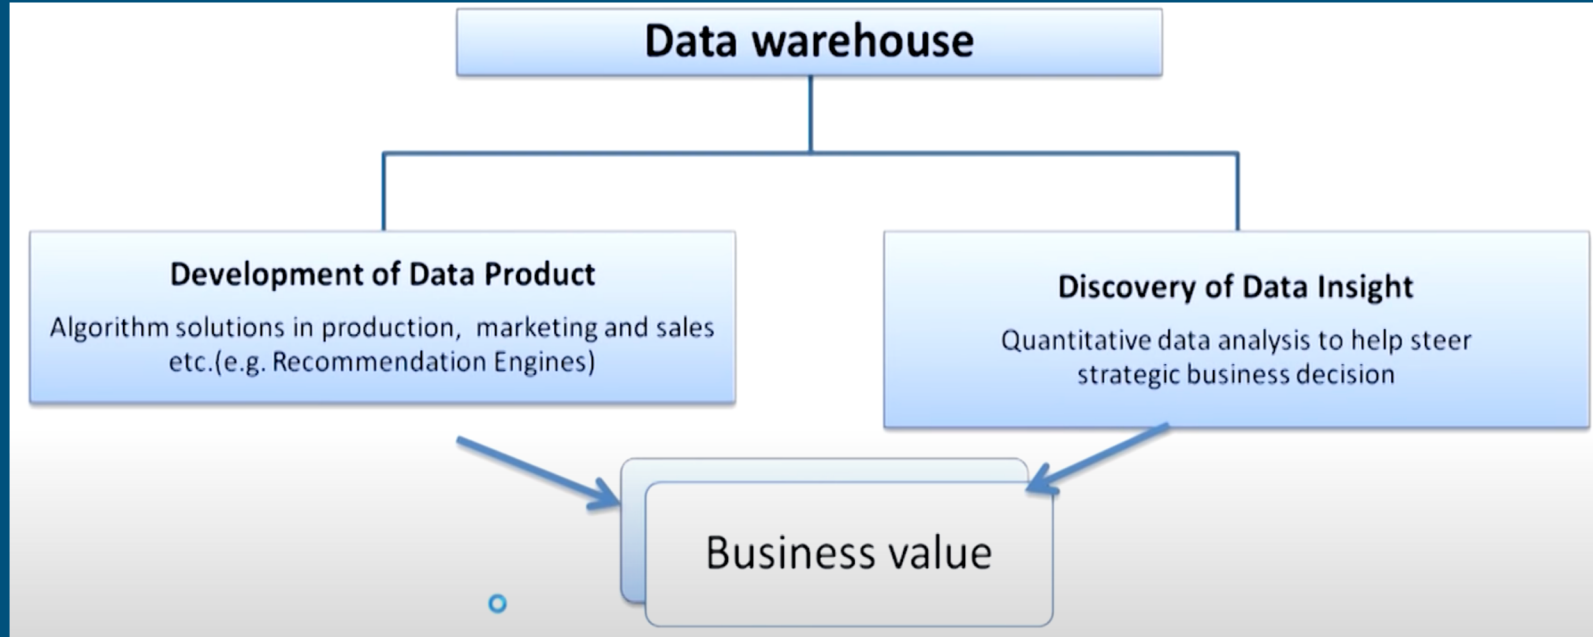 Data warehouse
Development of Data Product
Algorithm solutions in production, marketing and sales
etc.(e.g. Recommendation Engines)
Discovery of Data Insight
Quantitative data analysis to help steer
strategic business decision
Business value